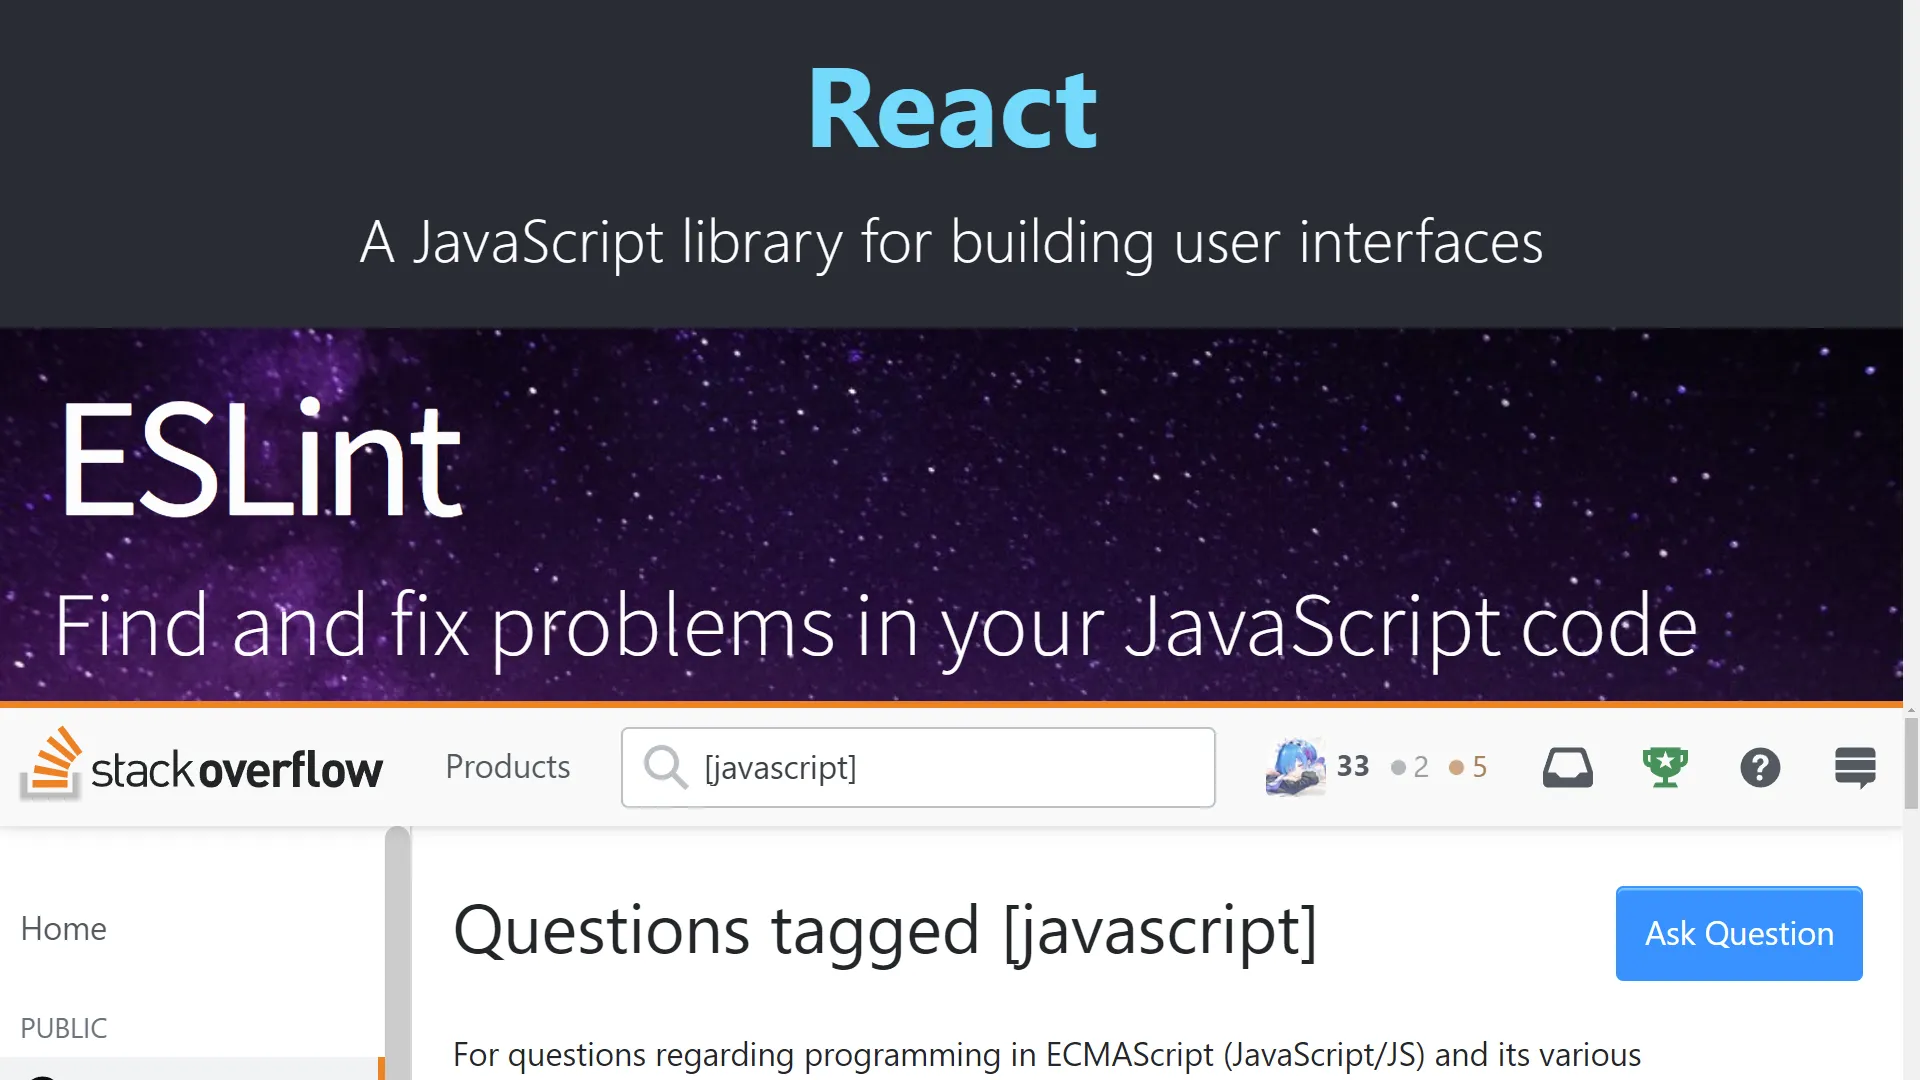 React
A JavaScript library for building user interfaces
ESLint
Find and fix problems in your JavaScript code
stackoverflow Products [javascript] 33 2 5 ?
Home
Questions tagged [javascript] Ask Question
PUBLIC
For questions regarding programming in ECMAScript (JavaScript/JS) and its various